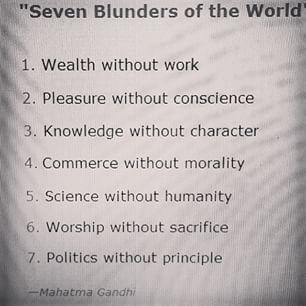 "Seven Blunders of the World"
1. Wealth without work
2. Pleasure without conscience
3. Knowledge without character
4. Commerce without morality
5. Science without humanity
6. Worship without sacrifice
7. Politics without principle
—Mahatma Gandhi